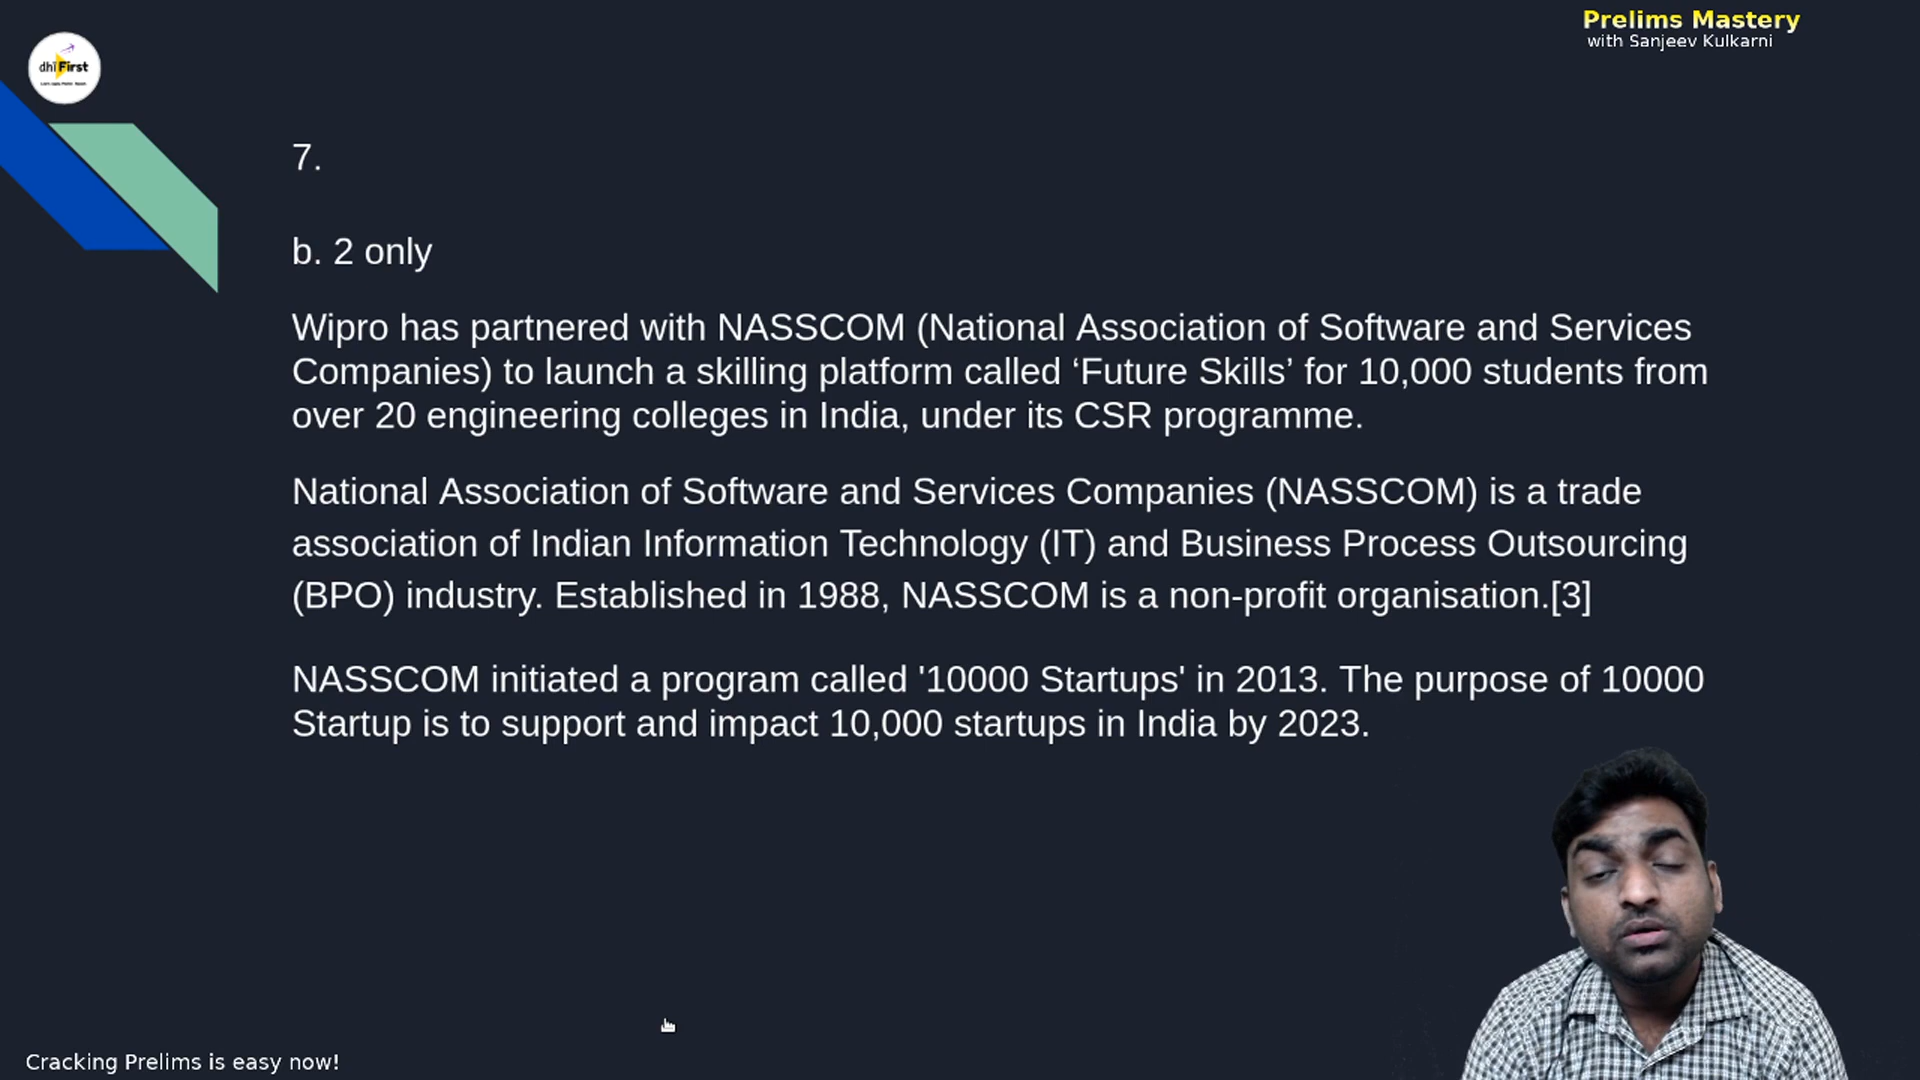 Prelims Mastery
with Sanjeev Kulkarni
dhiFirst
7.
b. 2 only
Wipro has partnered with NASSCOM (National Association of Software and Services
Companies) to launch a skilling platform called ‘Future Skills’ for 10,000 students from
over 20 engineering colleges in India, under its CSR programme.
National Association of Software and Services Companies (NASSCOM) is a trade
association of Indian Information Technology (IT) and Business Process Outsourcing
(BPO) industry. Established in 1988, NASSCOM is a non-profit organisation.[3]
NASSCOM initiated a program called '10000 Startups' in 2013. The purpose of 10000
Startup is to support and impact 10,000 startups in India by 2023.
Cracking Prelims is easy now!